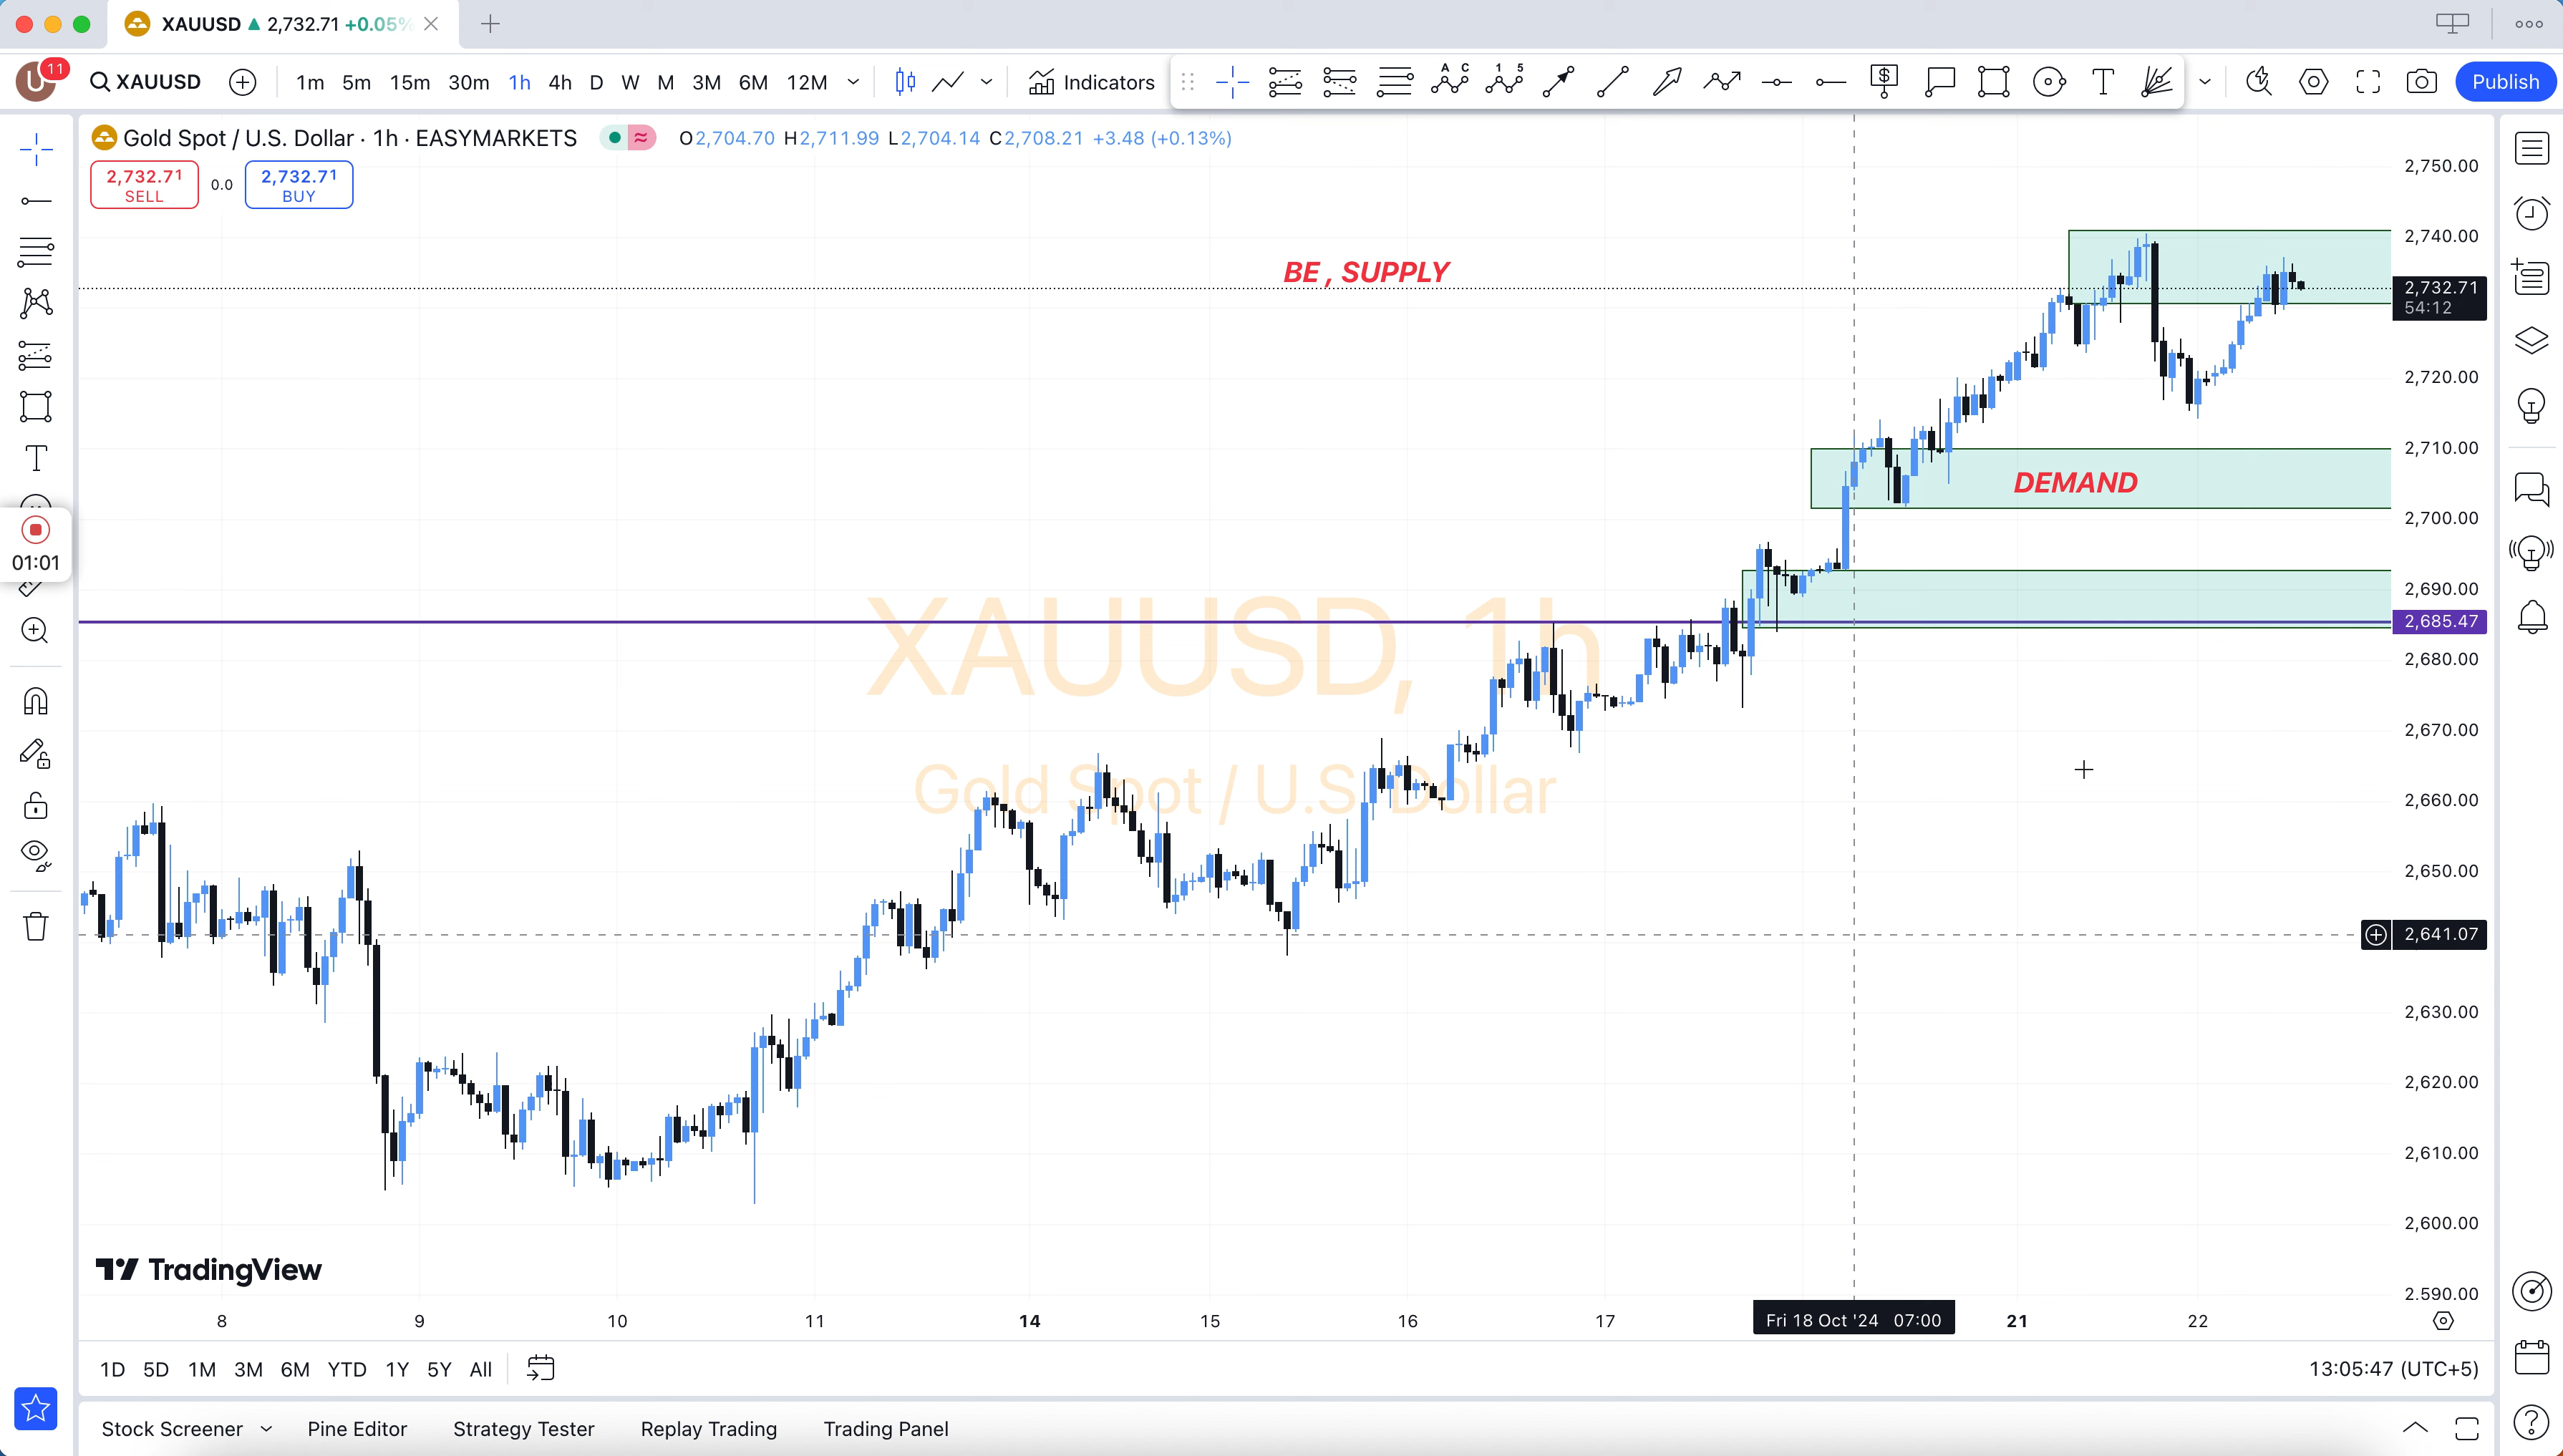 XAUUSD ▲ 2,732.71 +0.05%
11
U XAUUSD 1m 5m 15m 30m 1h 4h D W M 3M 6M 12M Indicators Publish
Gold Spot / U.S. Dollar · 1h · EASYMARKETS O2,704.70 H2,711.99 L2,704.14 C2,708.21 +3.48 (+0.13%)
2,732.71 SELL 0.0 2,732.71 BUY
2,750.00
2,740.00
BE , SUPPLY
2,732.71
54:12
2,720.00
2,710.00
DEMAND
2,700.00
01:01
2,690.00
2,685.47
XAUUSD, 1h
2,680.00
2,670.00
Gold Spot / U.S. Dollar
2,660.00
2,650.00
2,641.07
2,630.00
2,620.00
2,610.00
2,600.00
TradingView
2.590.00
8 9 10 11 14 15 16 17 Fri 18 Oct '24 07:00 21 22
1D 5D 1M 3M 6M YTD 1Y 5Y All 13:05:47 (UTC+5)
Stock Screener Pine Editor Strategy Tester Replay Trading Trading Panel